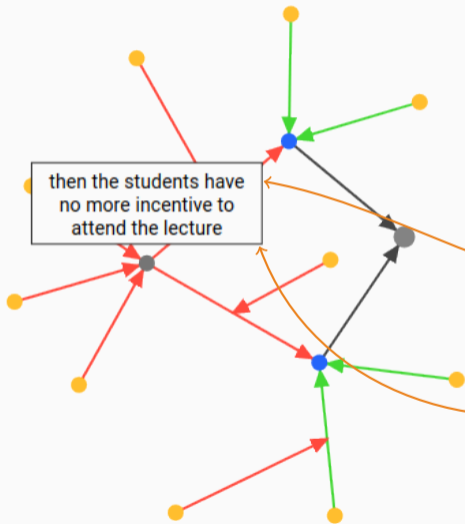 then the students have
no more incentive to
attend the lecture